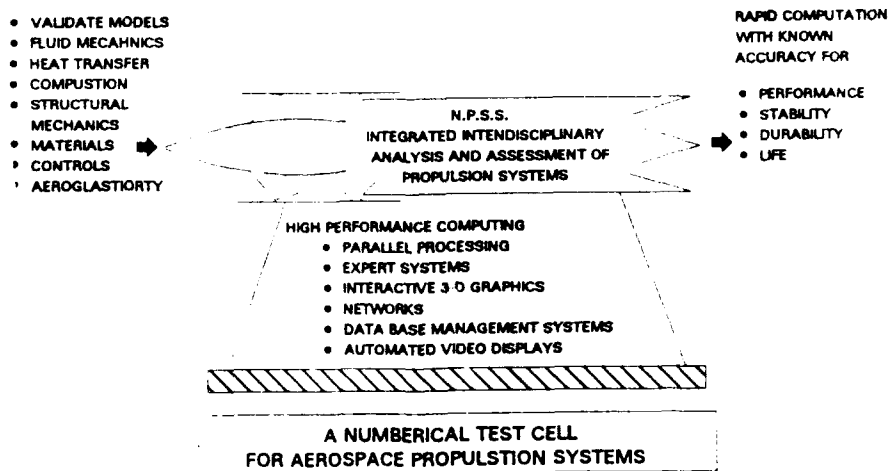 • VALIDATE MODELS
• FLUID MECAHNICS
• HEAT TRANSFER
• COMPUSTION
• STRUCTURAL
MECHANICS
• MATERIALS
• CONTROLS
• AEROGLASTIORTY
N.P.S.S.
INTEGRATED INTENDISCIPLINARY
ANALYSIS AND ASSESSMENT OF
PROPULSION SYSTEMS
RAPID COMPUTATION
WITH KNOWN
ACCURACY FOR
• PERFORMANCE
• STABILITY
• DURABILITY
• LIFE
HIGH PERFORMANCE COMPUTING
• PARALLEL PROCESSING
• EXPERT SYSTEMS
• INTERACTIVE 3-D GRAPHICS
• NETWORKS
• DATA BASE MANAGEMENT SYSTEMS
• AUTOMATED VIDEO DISPLAYS
A NUMBERICAL TEST CELL
FOR AEROSPACE PROPULSTION SYSTEMS